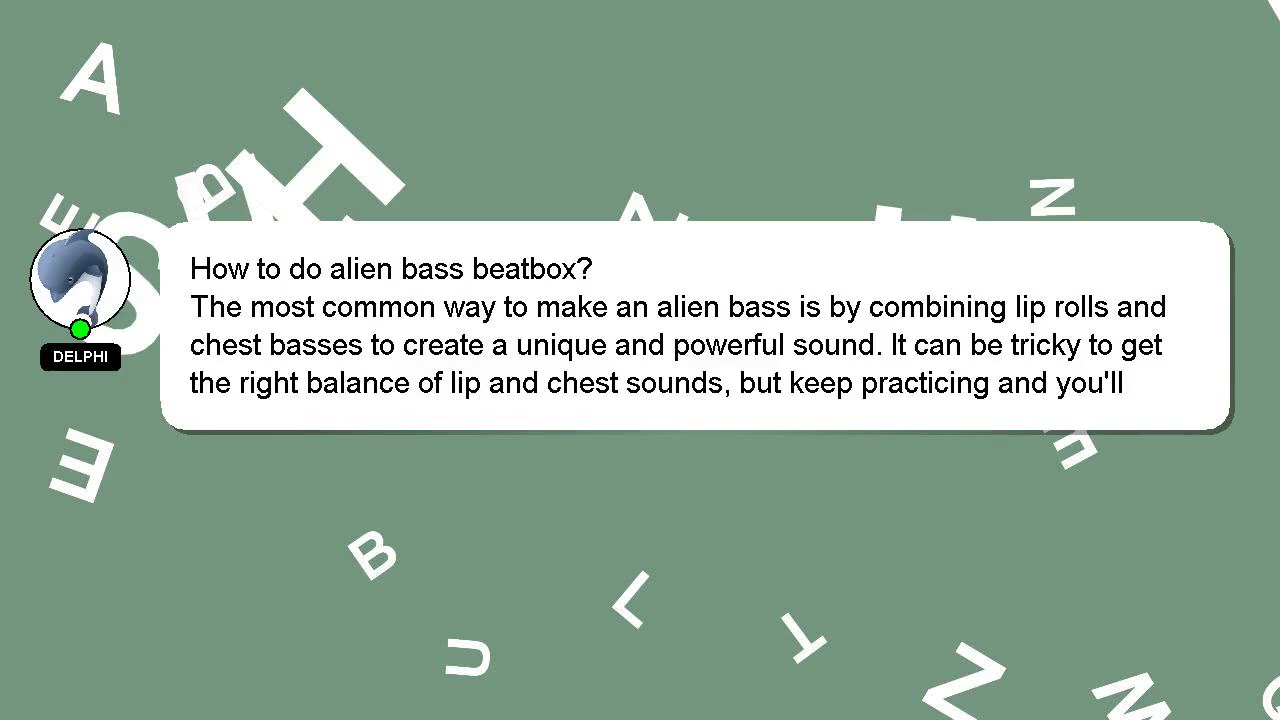 A
H
D
E
N
How to do alien bass beatbox?
The most common way to make an alien bass is by combining lip rolls and
chest basses to create a unique and powerful sound. It can be tricky to get
the right balance of lip and chest sounds, but keep practicing and you'll
DELPHI
E
B
L
T
U
Z
M